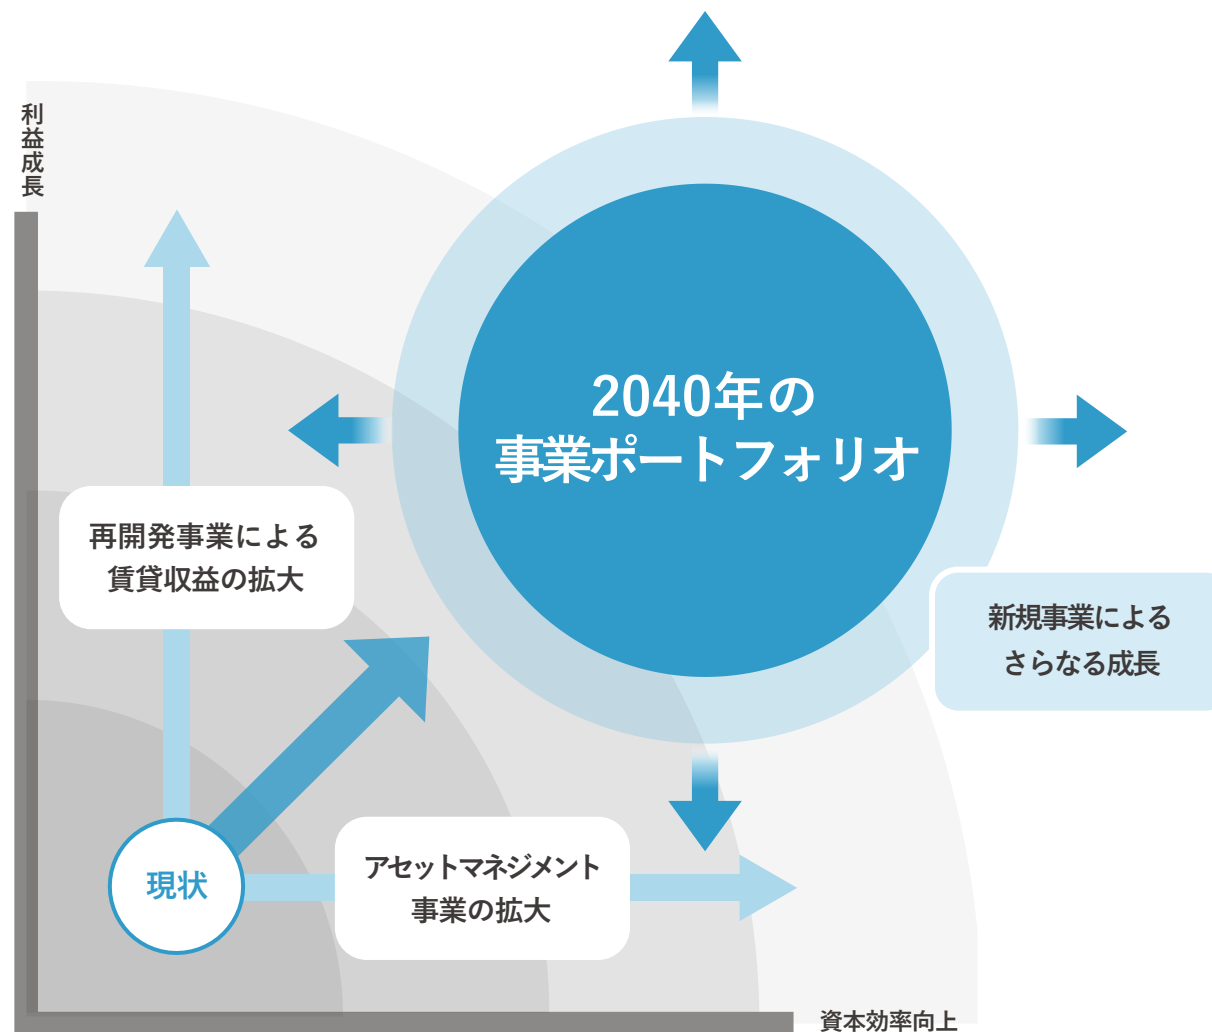 利益成長
2040年の
事業ポートフォリオ
再開発事業による
賃貸収益の拡大
新規事業による
さらなる成長
現状
アセットマネジメント
事業の拡大
資本効率向上